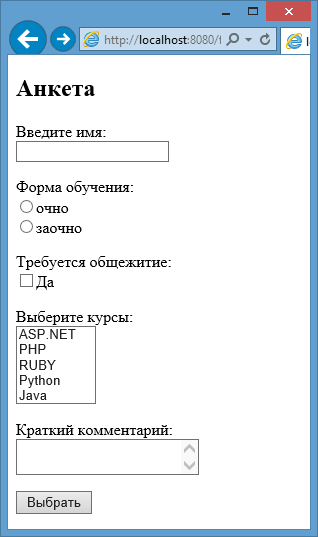 http://localhost:8080/f
Анкета
Введите имя:
Форма обучения:
очно
заочно
Требуется общежитие:
Да
Выберите курсы:
ASP.NET
PHP
RUBY
Python
Java
Краткий комментарий:
Выбрать